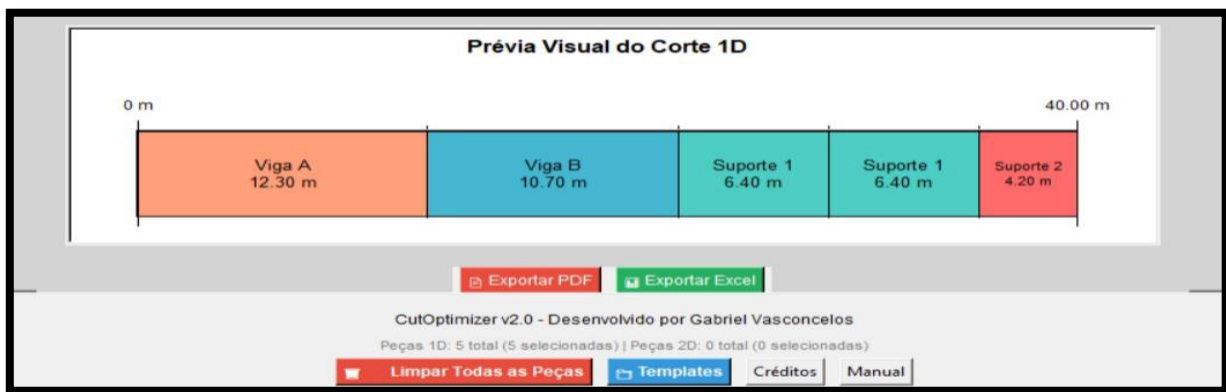 Prévia Visual do Corte 1D
0 m 40.00 m
Viga A Viga B Suporte 1 Suporte 1 Suporte 2
12.30 m 10.70 m 6.40 m 6.40 m 4.20 m
Exportar PDF Exportar Excel
CutOptimizer v2.0 - Desenvolvido por Gabriel Vasconcelos
Peças 1D: 5 total (5 selecionadas) | Peças 2D: 0 total (0 selecionadas)
Limpar Todas as Peças Templates Créditos Manual